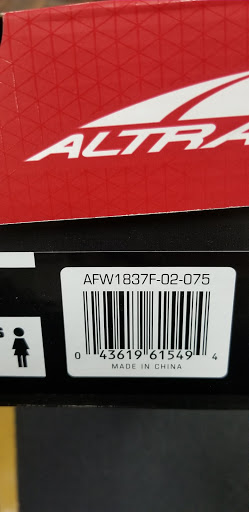 ALTRA
AFW1837F-02-075
0 43619 61549 4
MADE IN CHINA